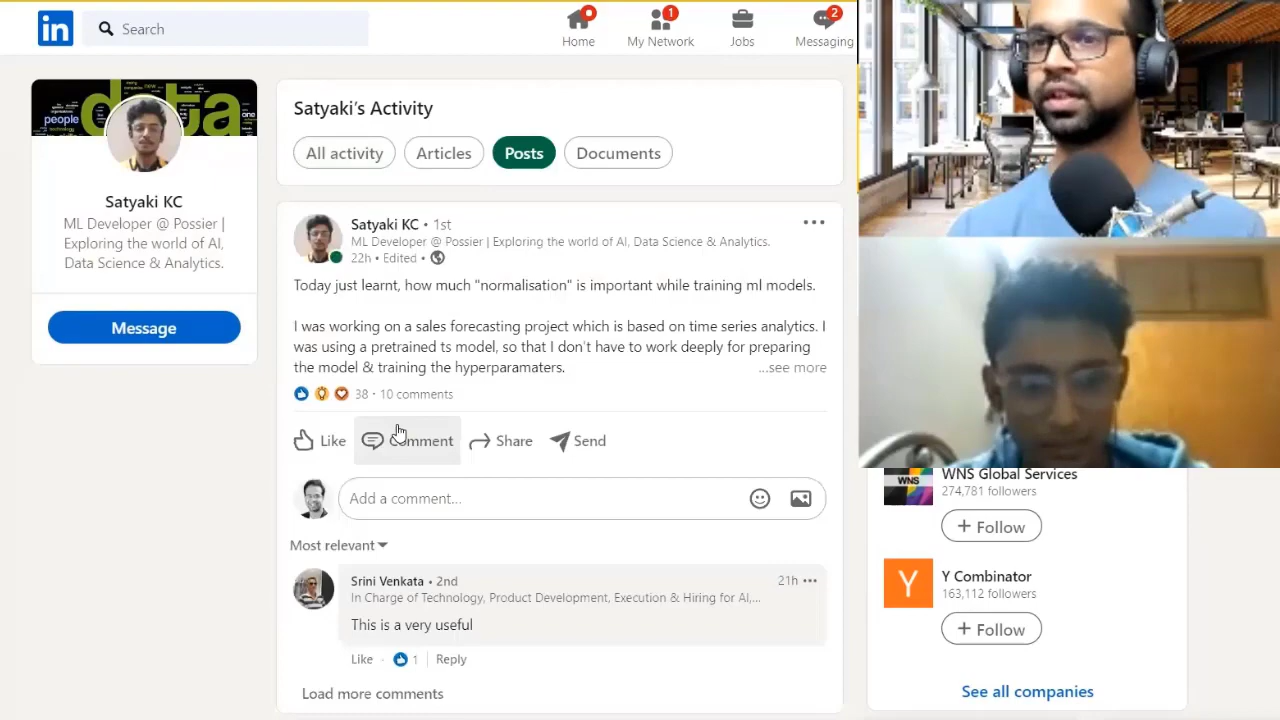 in
Search
Home
1
My Network
Jobs
2
Messaging
data
people
Satyaki KC
ML Developer @ Possier |
Exploring the world of AI,
Data Science & Analytics.
Message
Satyaki’s Activity
All activity
Articles
Posts
Documents
Satyaki KC • 1st
ML Developer @ Possier | Exploring the world of AI, Data Science & Analytics.
22h • Edited •
Today just learnt, how much "normalisation" is important while training ml models.
I was working on a sales forecasting project which is based on time series analytics. I
was using a pretrained ts model, so that I don't have to work deeply for preparing
the model & training the hyperparamaters.
...see more
38 • 10 comments
Like
Comment
Share
Send
Add a comment...
Most relevant
Srini Venkata • 2nd
21h
In Charge of Technology, Product Development, Execution & Hiring for AI,...
This is a very useful
Like
1
Reply
Load more comments
WNS
WNS Global Services
274,781 followers
+ Follow
Y
Y Combinator
163,112 followers
+ Follow
See all companies